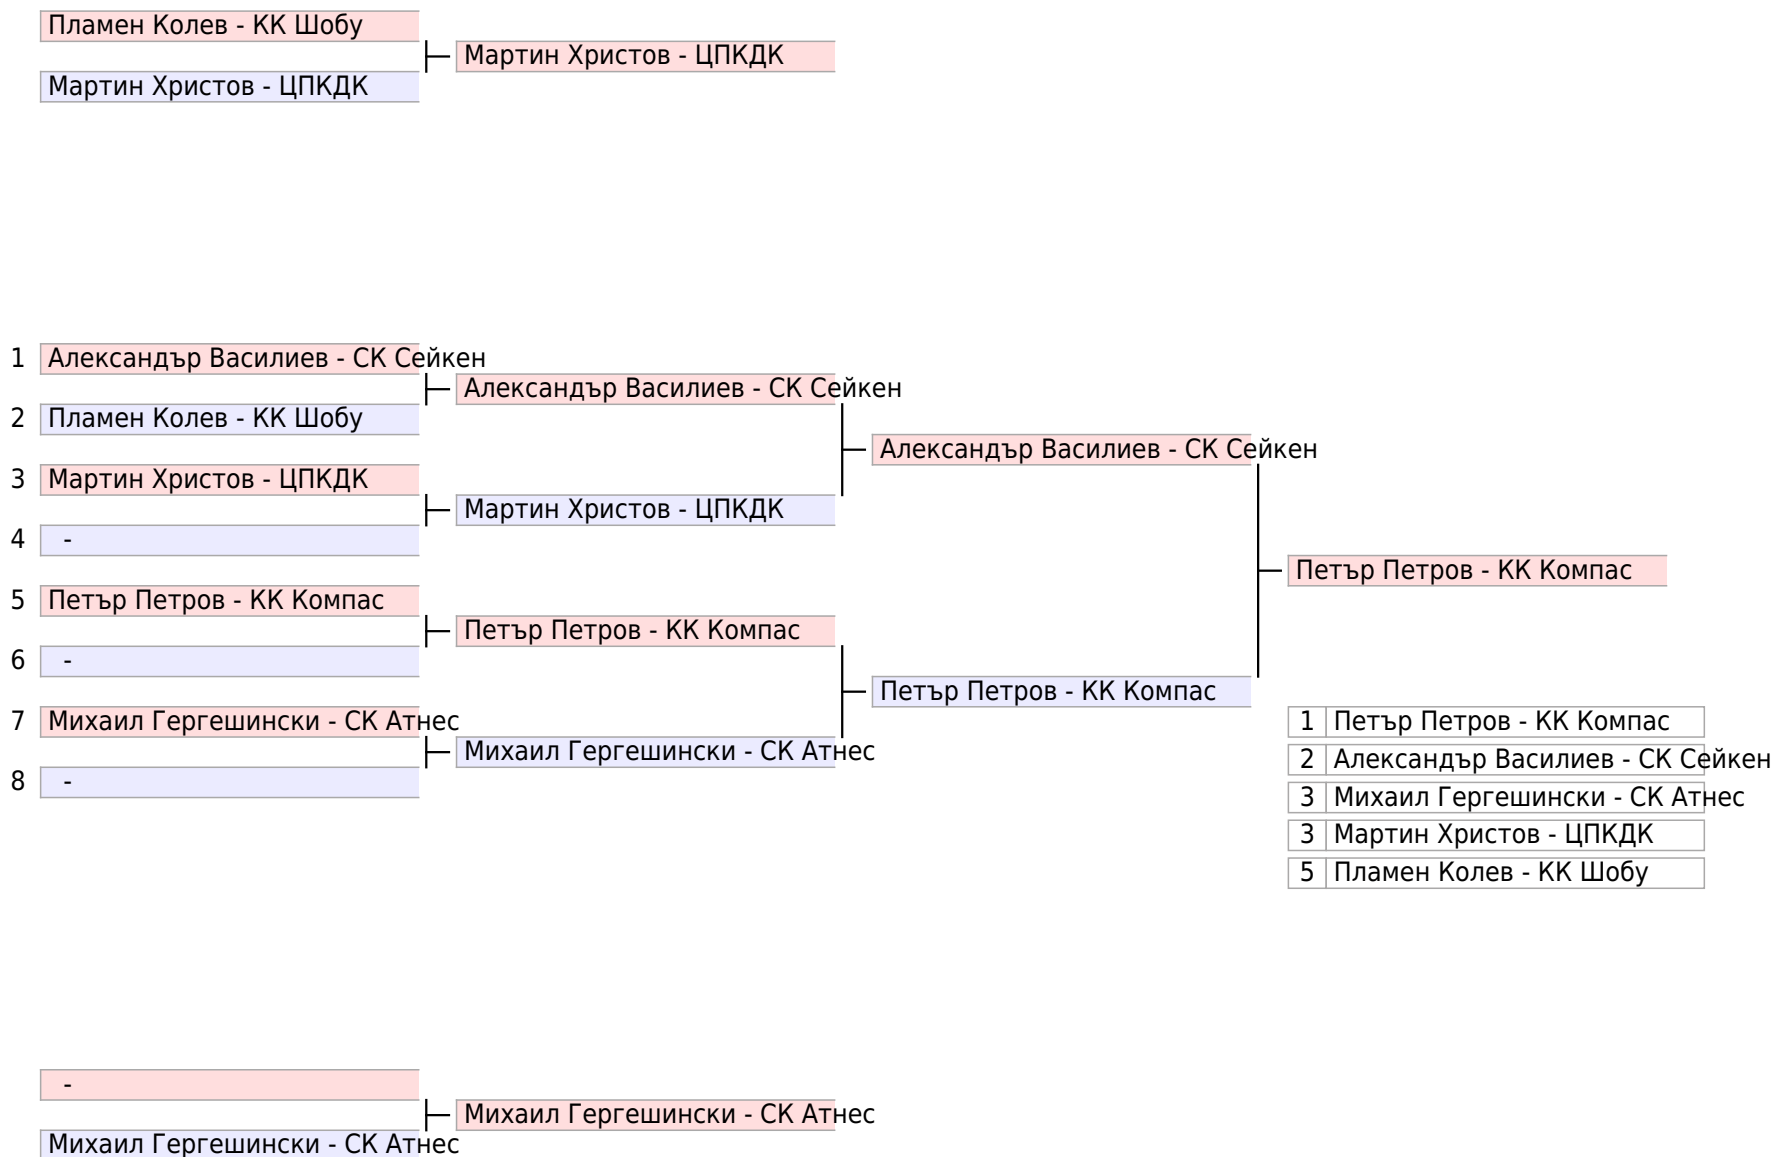 Пламен Колев - КК Шобу
Мартин Христов - ЦПКДК
Мартин Христов - ЦПКДК
1 Александър Василиев - СК Сейкен
Александър Василиев - СК Сейкен
2 Пламен Колев - КК Шобу
Александър Василиев - СК Сейкен
3 Мартин Христов - ЦПКДК
Мартин Христов - ЦПКДК
4 -
Петър Петров - КК Компас
5 Петър Петров - КК Компас
Петър Петров - КК Компас
6 -
Петър Петров - КК Компас
7 Михаил Гергешински - СК Атнес
Михаил Гергешински - СК Атнес
8 -
1 Петър Петров - КК Компас
2 Александър Василиев - СК Сейкен
3 Михаил Гергешински - СК Атнес
3 Мартин Христов - ЦПКДК
5 Пламен Колев - КК Шобу
-
Михаил Гергешински - СК Атнес
Михаил Гергешински - СК Атнес